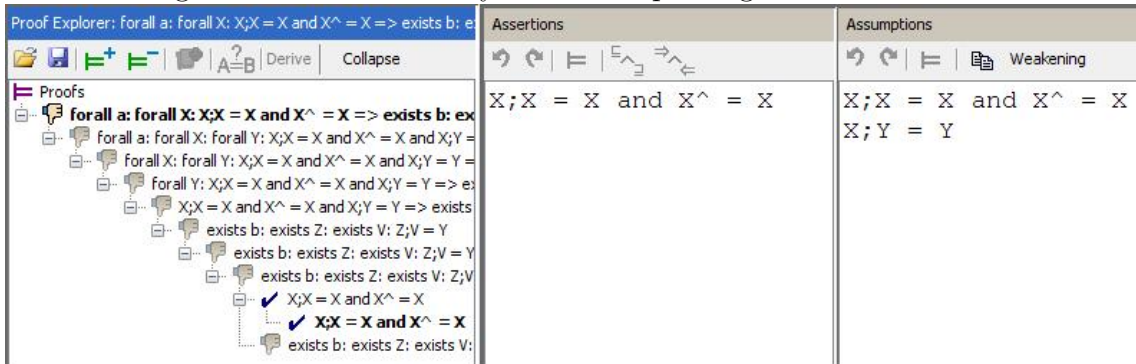 Proof Explorer: forall a: forall X: X;X = X and X^ = X => exists b: e
Derive Collapse
Proofs
forall a: forall X: X;X = X and X^ = X => exists b: ex
forall a: forall X: forall Y: X;X = X and X^ = X and X;Y =
forall X: forall Y: X;X = X and X^ = X and X;Y = Y =
forall Y: X;X = X and X^ = X and X;Y = Y => e
X;X = X and X^ = X and X;Y = Y => exists
exists b: exists Z: exists V: Z;V = Y
exists b: exists Z: exists V: Z;V = Y
exists b: exists Z: exists V: Z;V
X;X = X and X^ = X
X;X = X and X^ = X
exists b: exists Z: exists V:
Assertions
X;X = X and X^ = X
Assumptions
Weakening
X;X = X and X^ = X
X;Y = Y